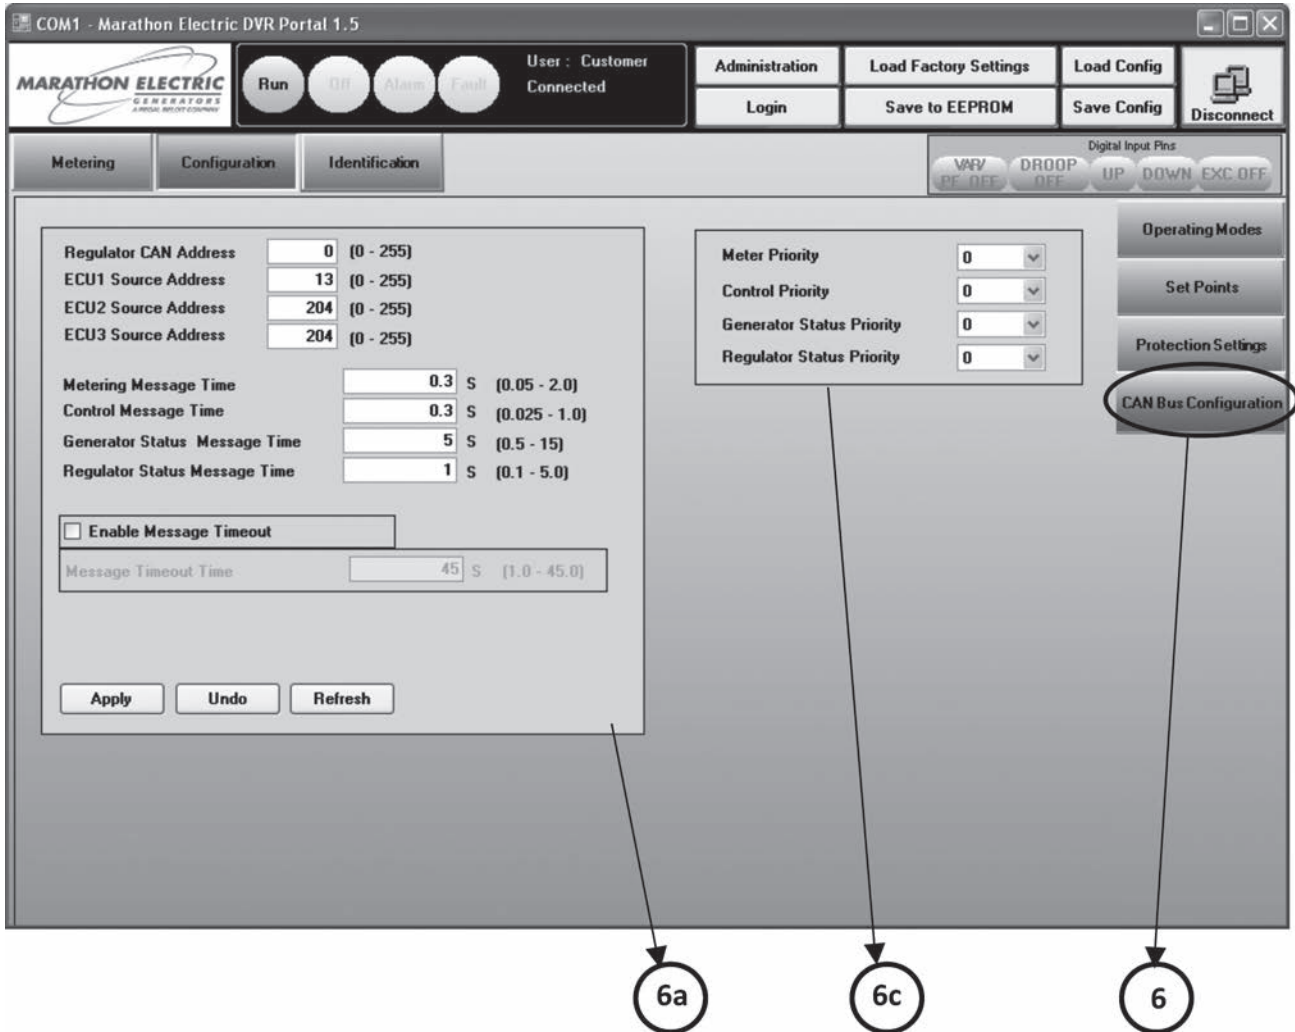 COM1 - Marathon Electric DVR Portal 1.5
MARATHON ELECTRIC
GENERATORS
A REGAL BELOIT COMPANY
Run
Off
Alarm
Fault
User : Customer
Connected
Administration
Load Factory Settings
Load Config
Login
Save to EEPROM
Save Config
Disconnect
Metering
Configuration
Identification
Digital Input Pins
VAR/
PF OFF
DROOP
OFF
UP
DOWN
EXC OFF
Regulator CAN Address 0 (0 - 255)
ECU1 Source Address 13 (0 - 255)
ECU2 Source Address 204 (0 - 255)
ECU3 Source Address 204 (0 - 255)
Metering Message Time 0.3 S (0.05 - 2.0)
Control Message Time 0.3 S (0.025 - 1.0)
Generator Status Message Time 5 S (0.5 - 15)
Regulator Status Message Time 1 S (0.1 - 5.0)
Enable Message Timeout
Message Timeout Time 45 S (1.0 - 45.0)
Apply
Undo
Refresh
Meter Priority 0
Control Priority 0
Generator Status Priority 0
Regulator Status Priority 0
Operating Modes
Set Points
Protection Settings
CAN Bus Configuration
6a
6c
6